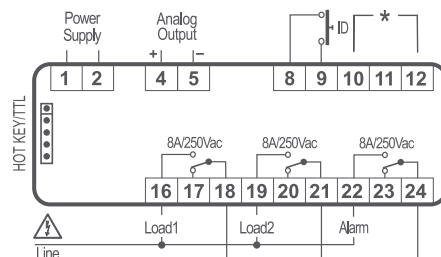 Power Supply
Analog Output
+ –
ID
*
1 2 4 5 8 9 10 11 12
HOT KEY/TTL
8A/250Vac 8A/250Vac 8A/250Vac
16 17 18 19 20 21 22 23 24
Load1 Load2 Alarm
Line